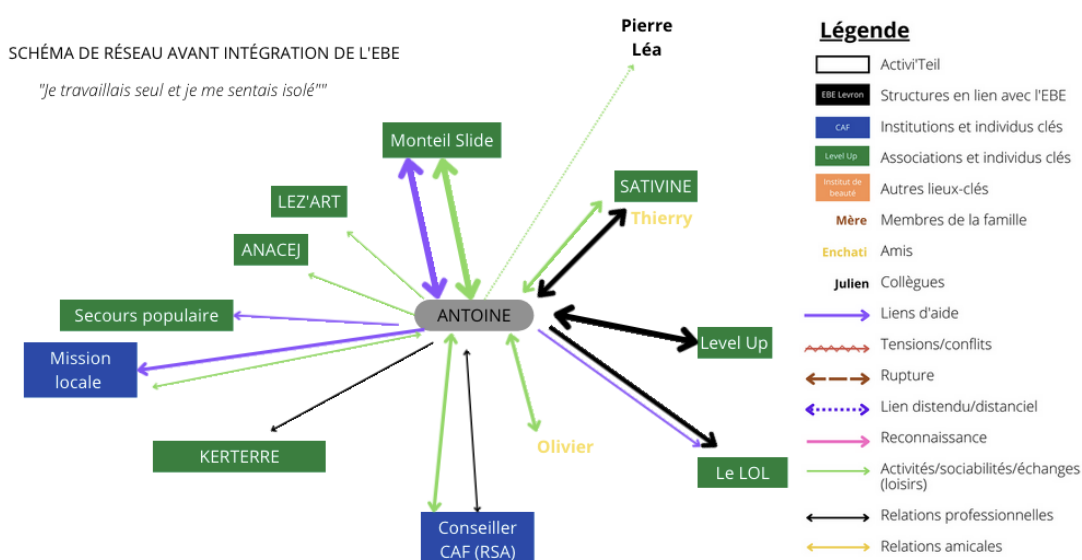 SCHÉMA DE RÉSEAU AVANT INTÉGRATION DE L'EBE
"Je travaillais seul et je me sentais isolé""
Pierre
Léa
Monteil Slide
LEZ'ART
SATIVINE
Thierry
ANACEJ
Secours populaire
ANTOINE
Mission
locale
Level Up
KERTERRE
Olivier
Le LOL
Conseiller
CAF (RSA)
Légende
Activi'Teil
EBE Levron
Structures en lien avec l'EBE
CAF
Institutions et individus clés
Level Up
Associations et individus clés
Institut de
beauté
Autres lieux-clés
Mère
Membres de la famille
Enchati
Amis
Julien
Collègues
Liens d'aide
Tensions/conflits
Rupture
Lien distendu/distanciel
Reconnaissance
Activités/sociabilités/échanges
(loisirs)
Relations professionnelles
Relations amicales